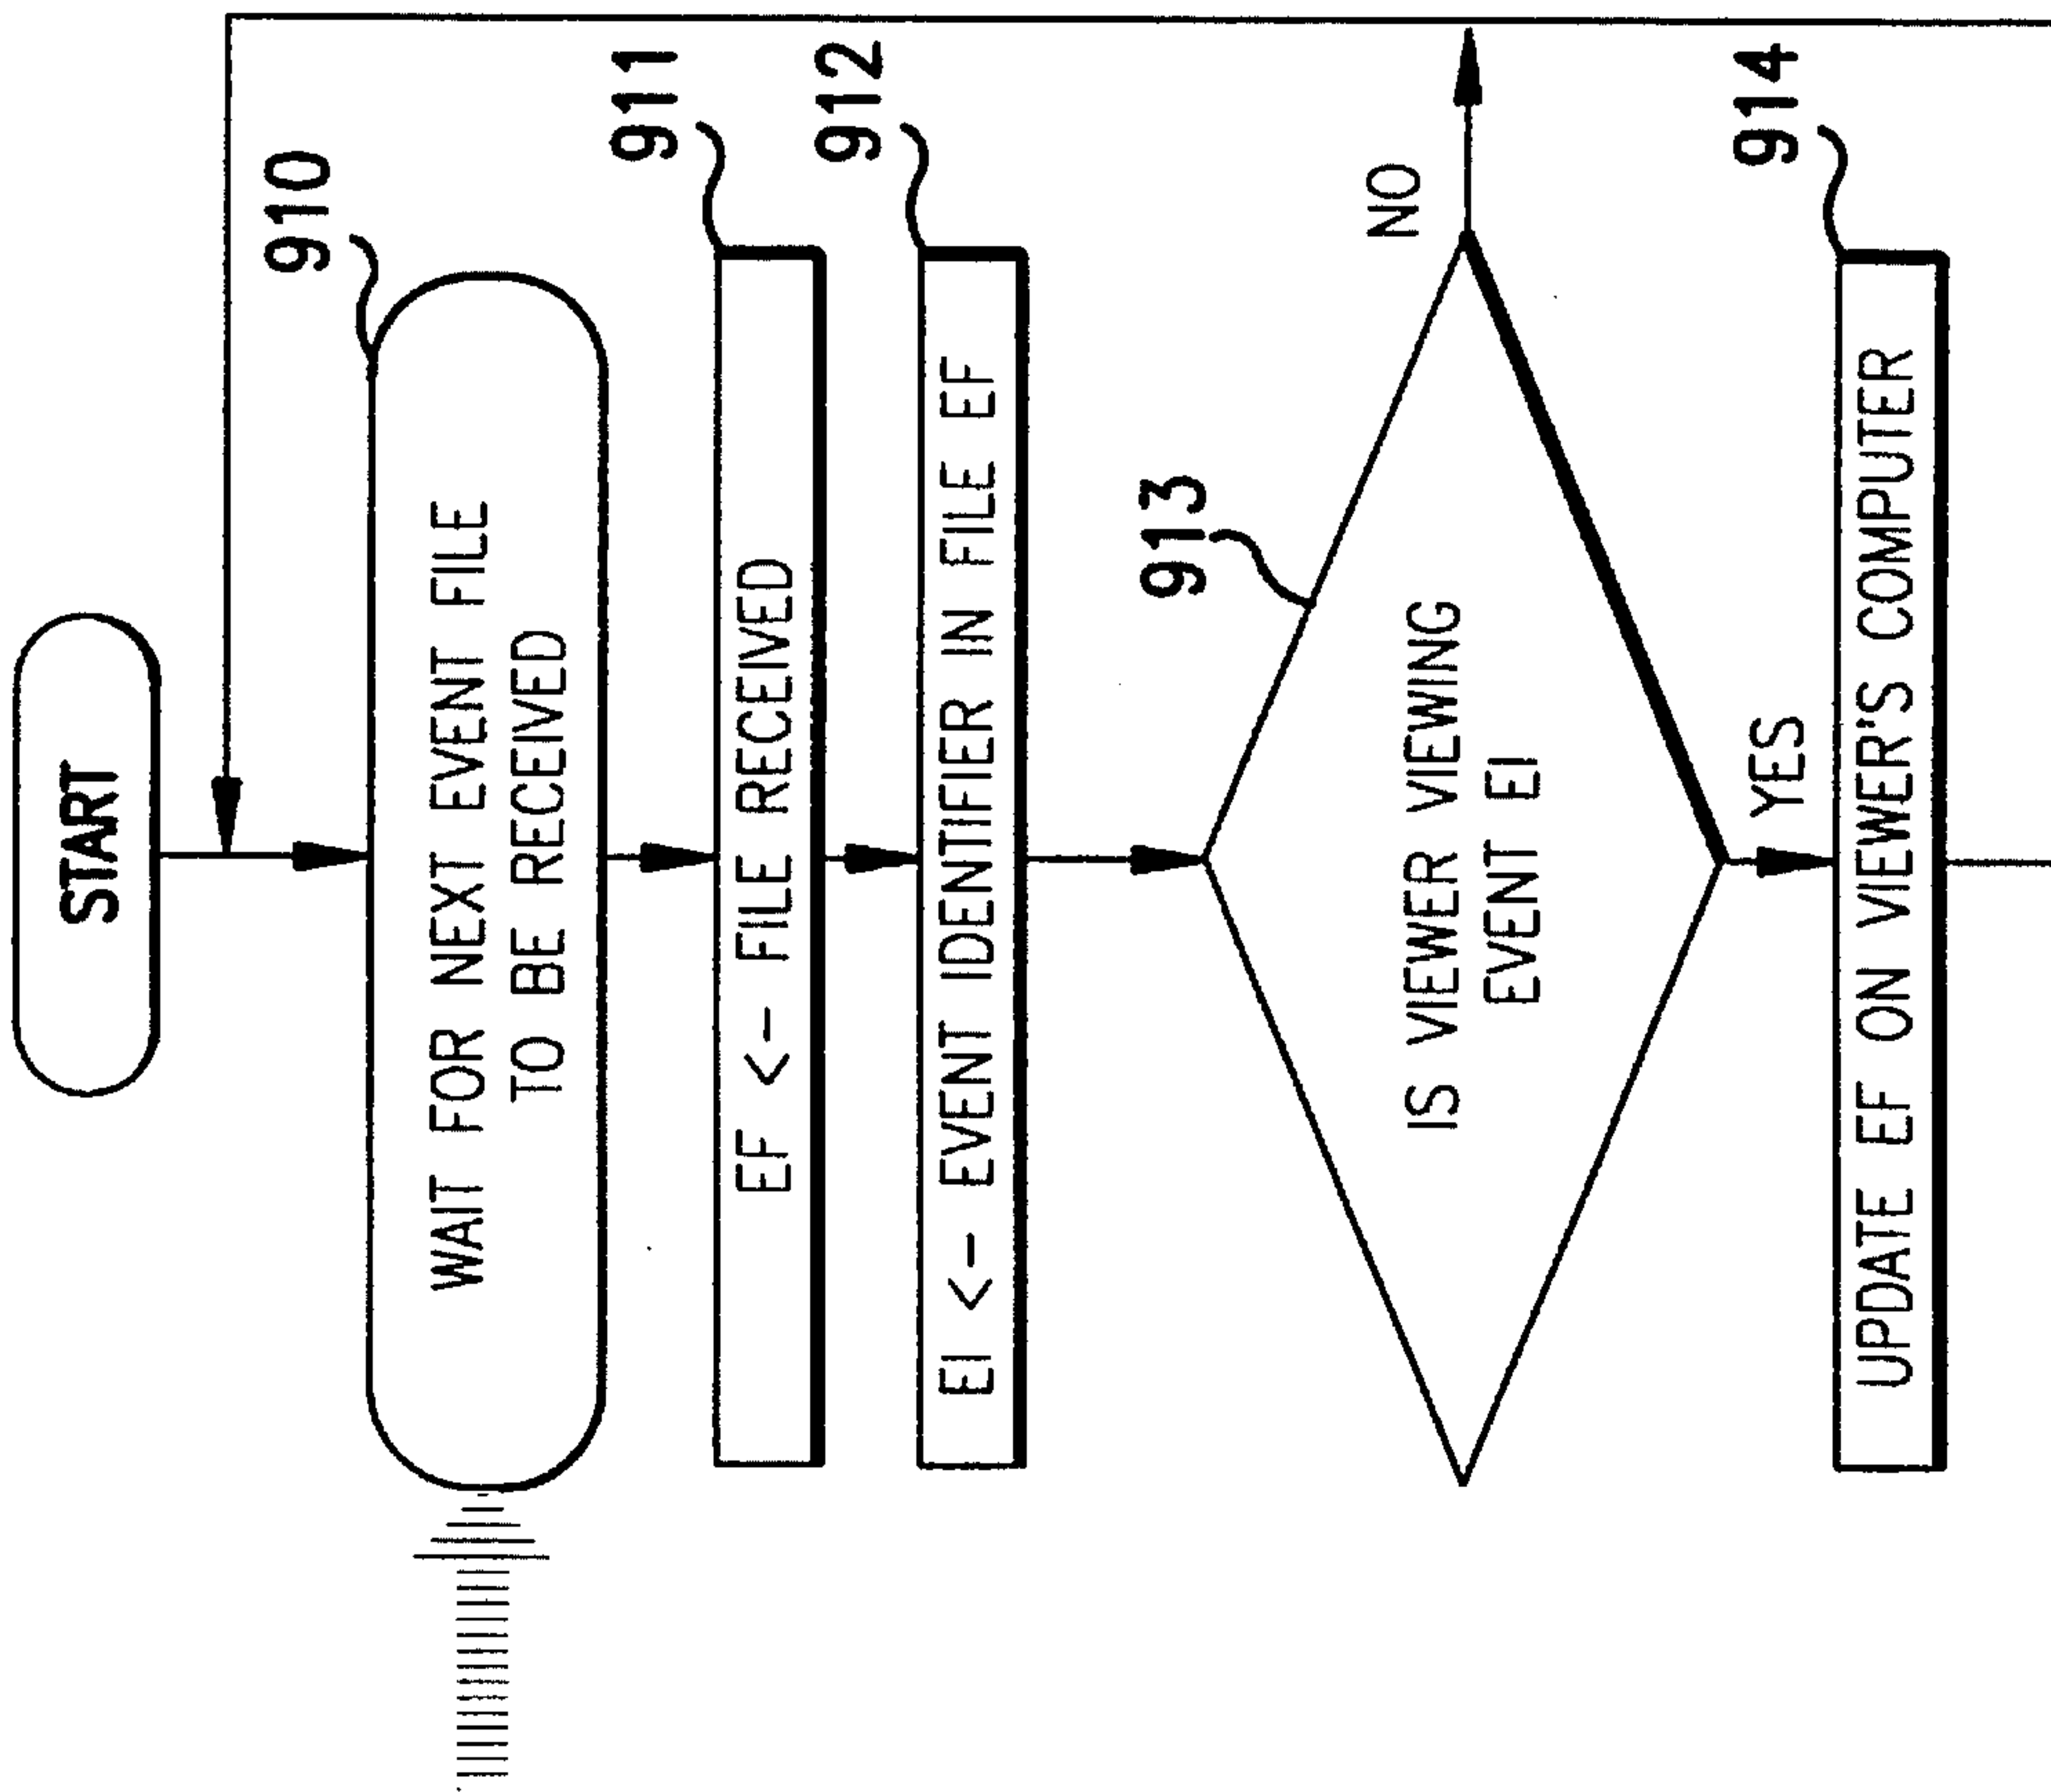 START
910
WAIT FOR NEXT EVENT FILE
TO BE RECEIVED
911
EF <- FILE RECEIVED
912
EI <- EVENT IDENTIFIER IN FILE EF
913
IS VIEWER VIEWING
EVENT EI
NO
YES
914
UPDATE EF ON VIEWER'S COMPUTER